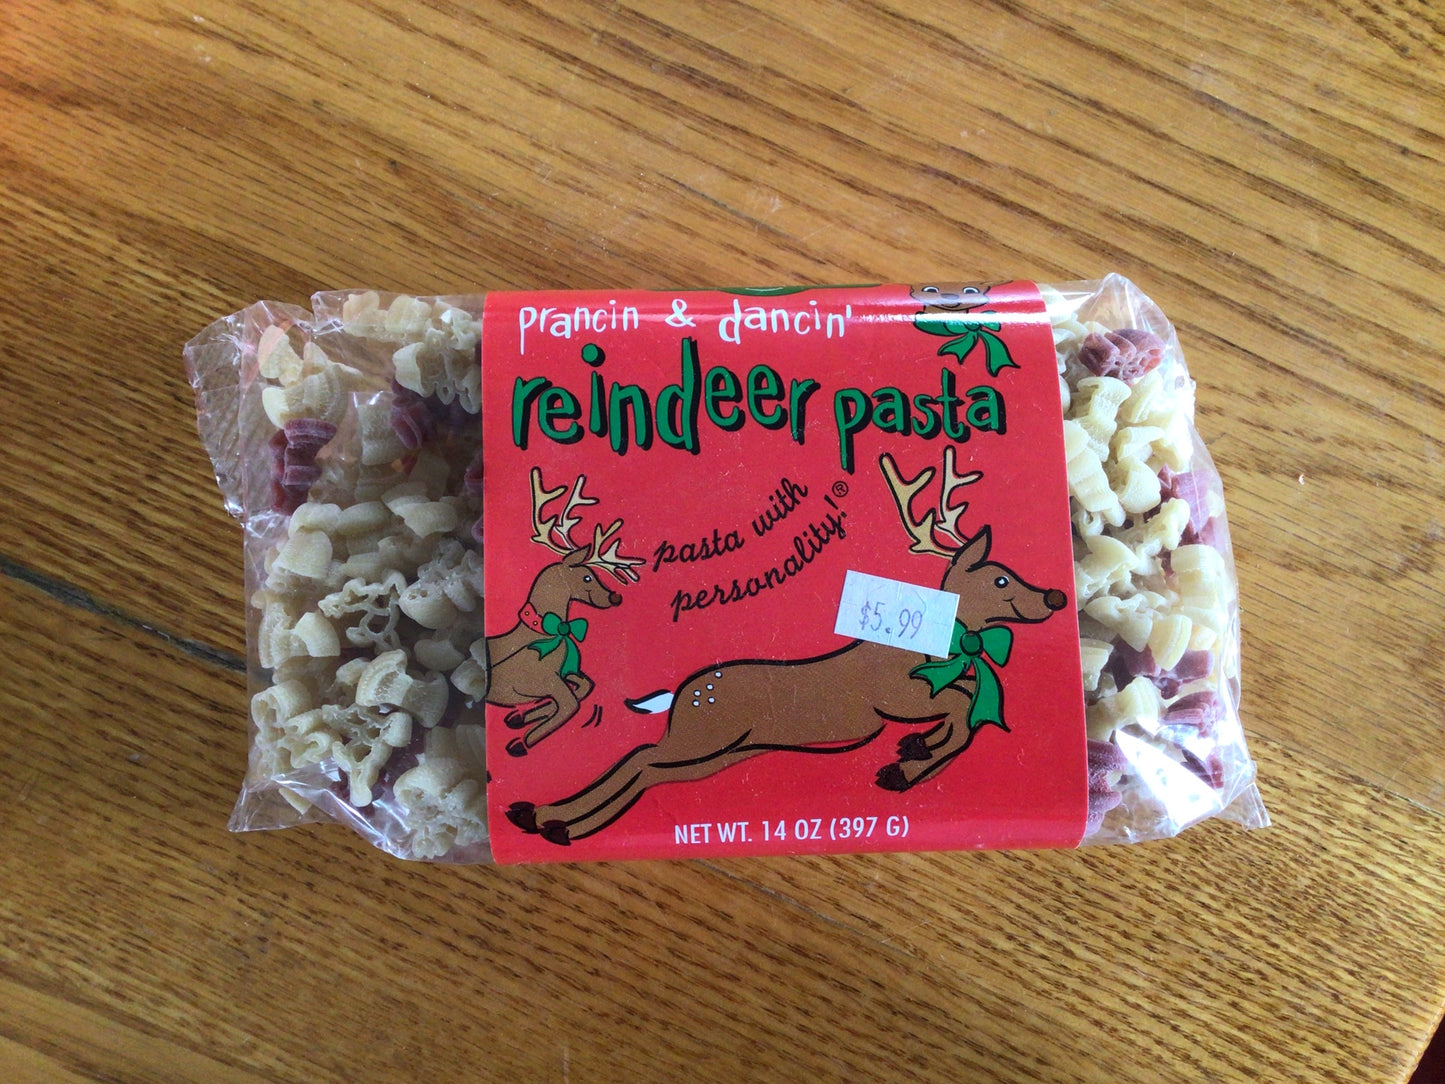 prancin & dancin'
reindeer pasta
pasta with
personality!®
$5.99
NET WT. 14 OZ (397 G)